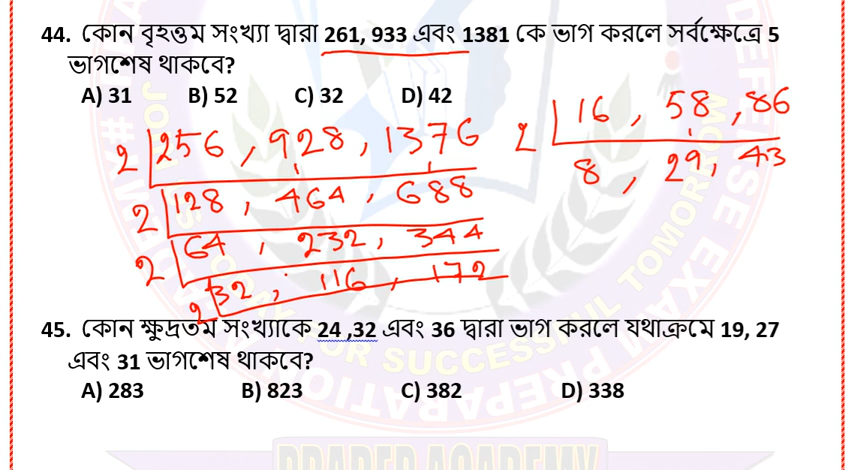 44. কোন বৃহত্তম সংখ্যা দ্বারা 261, 933 এবং 1381 কে ভাগ করলে সর্বক্ষেত্রে 5
ভাগশেষ থাকবে?
A) 31 B) 52 C) 32 D) 42
2 256, 928, 1376
2 128, 464, 688
2 64, 232, 344
2 32, 116, 172
2 16, 58, 86
8, 29, 43
45. কোন ক্ষুদ্রতম সংখ্যাকে 24 ,32 এবং 36 দ্বারা ভাগ করলে যথাক্রমে 19, 27
এবং 31 ভাগশেষ থাকবে?
A) 283 B) 823 C) 382 D) 338